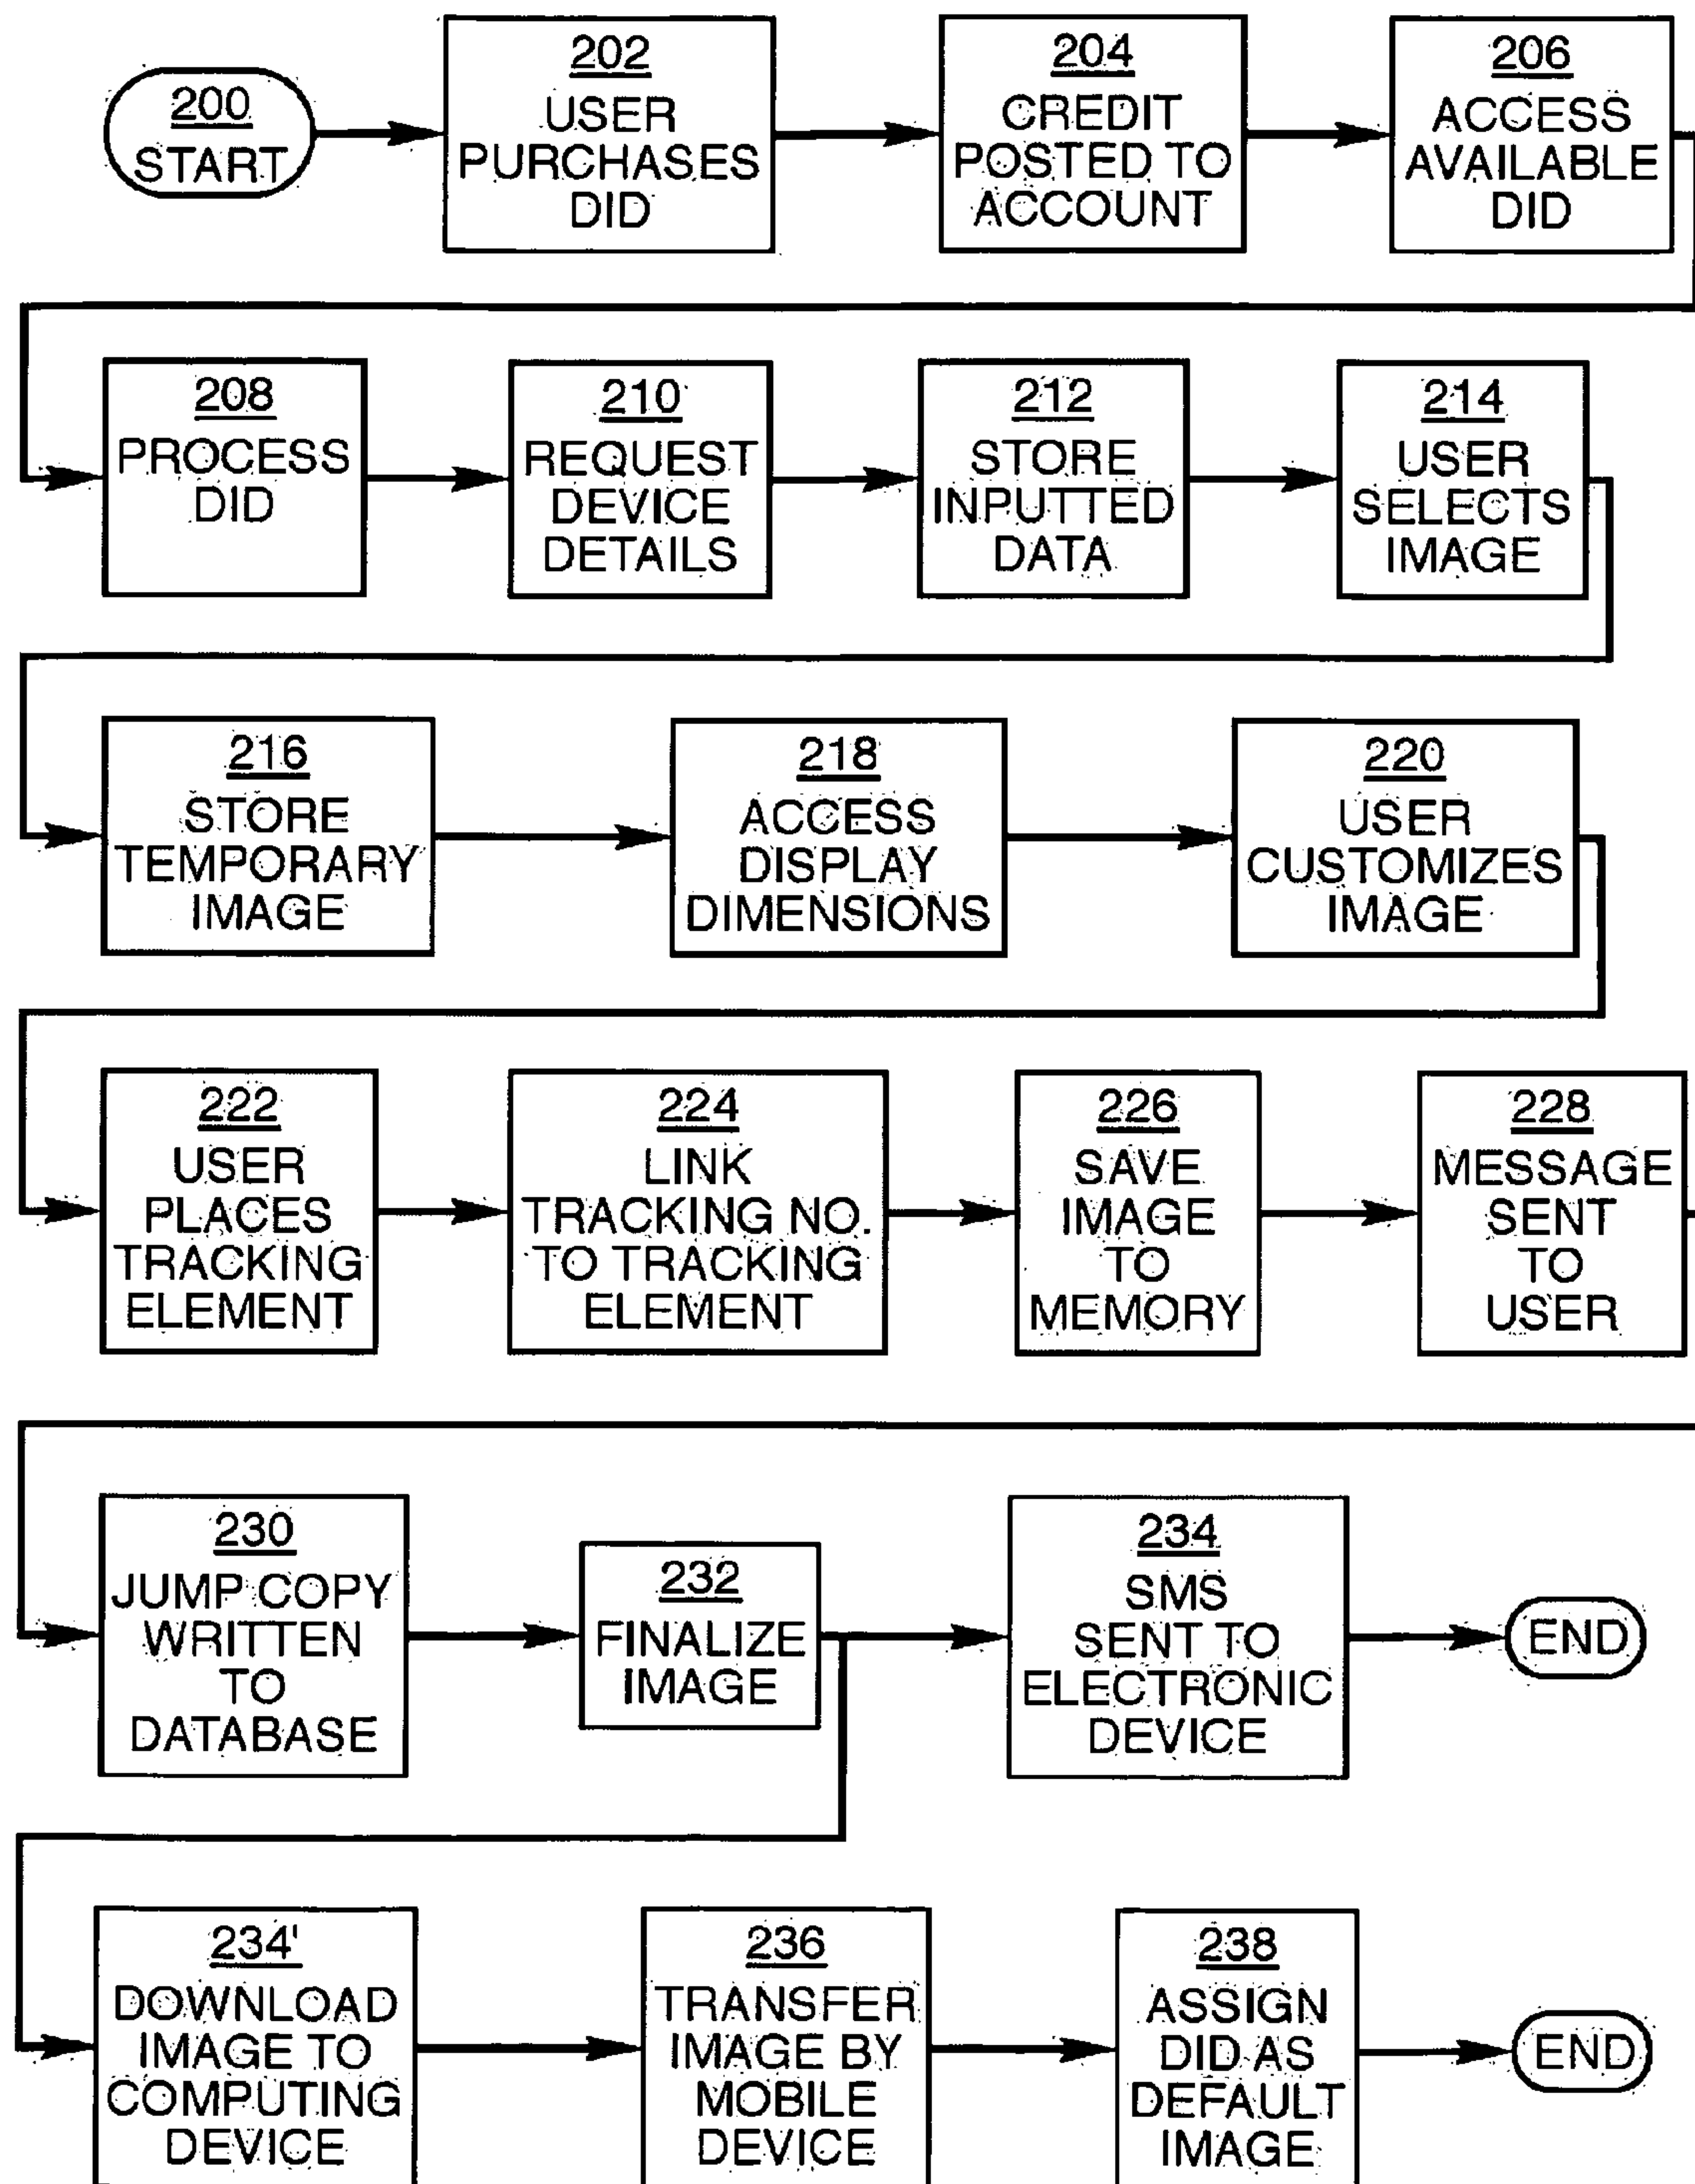 200
START
202
USER
PURCHASES
DID
204
CREDIT
POSTED TO
ACCOUNT
206
ACCESS
AVAILABLE
DID
208
PROCESS
DID
210
REQUEST
DEVICE
DETAILS
212
STORE
INPUTTED
DATA
214
USER
SELECTS
IMAGE
216
STORE
TEMPORARY
IMAGE
218
ACCESS
DISPLAY
DIMENSIONS
220
USER
CUSTOMIZES
IMAGE
222
USER
PLACES
TRACKING
ELEMENT
224
LINK
TRACKING NO.
TO TRACKING
ELEMENT
226
SAVE
IMAGE
TO
MEMORY
228
MESSAGE
SENT
TO
USER
230
JUMP COPY
WRITTEN
TO
DATABASE
232
FINALIZE
IMAGE
234
SMS
SENT TO
ELECTRONIC
DEVICE
END
234'
DOWNLOAD
IMAGE TO
COMPUTING
DEVICE
236
TRANSFER
IMAGE BY
MOBILE
DEVICE
238
ASSIGN
DID AS
DEFAULT
IMAGE
END